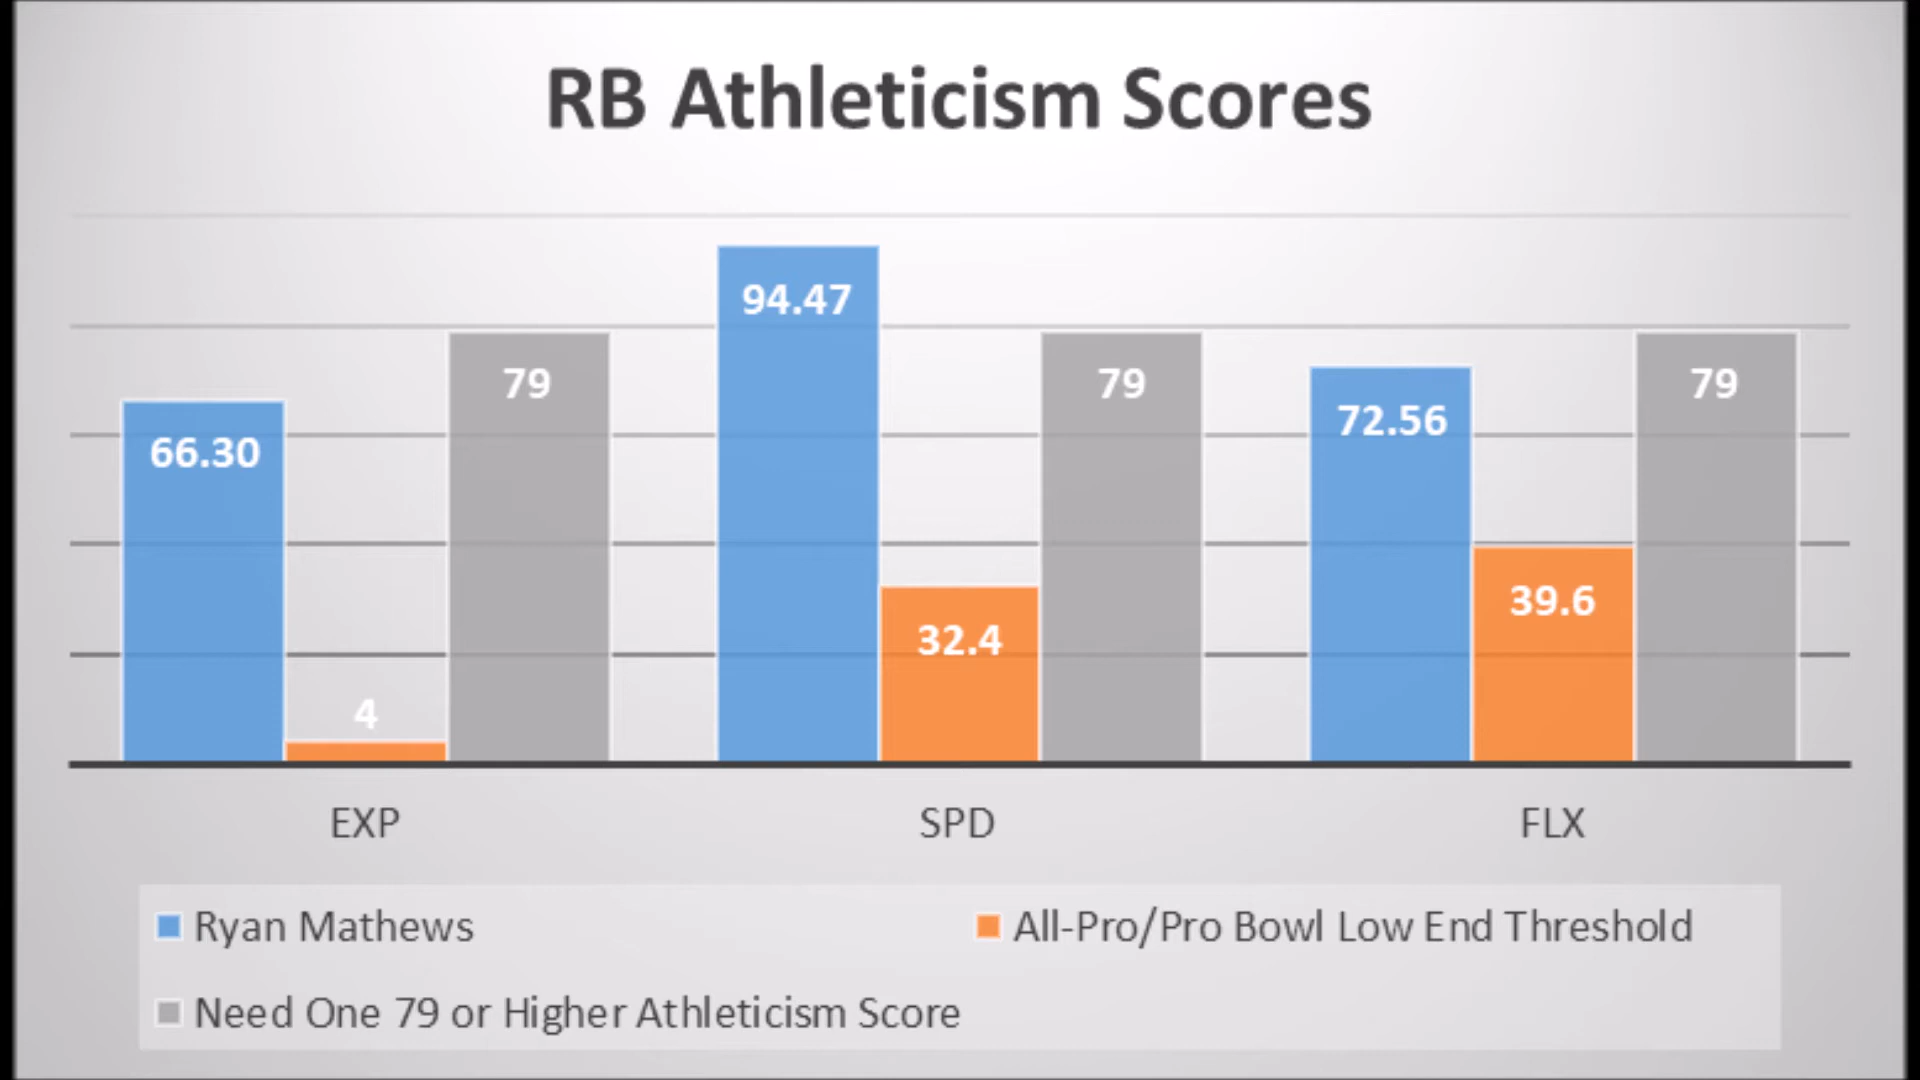 RB Athleticism Scores
94.47
79
79
79
72.56
66.30
39.6
32.4
4
EXP
SPD
FLX
Ryan Mathews
All-Pro/Pro Bowl Low End Threshold
Need One 79 or Higher Athleticism Score